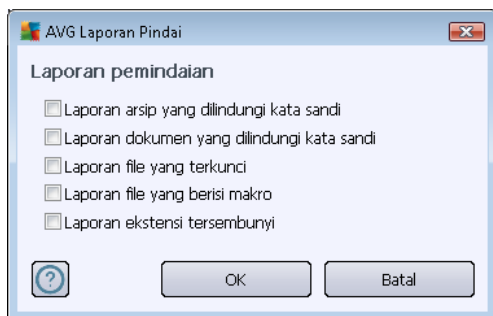 AVG Laporan Pindai
Laporan pemindaian
Laporan arsip yang dilindungi kata sandi
Laporan dokumen yang dilindungi kata sandi
Laporan file yang terkunci
Laporan file yang berisi makro
Laporan ekstensi tersembunyi
? OK Batal